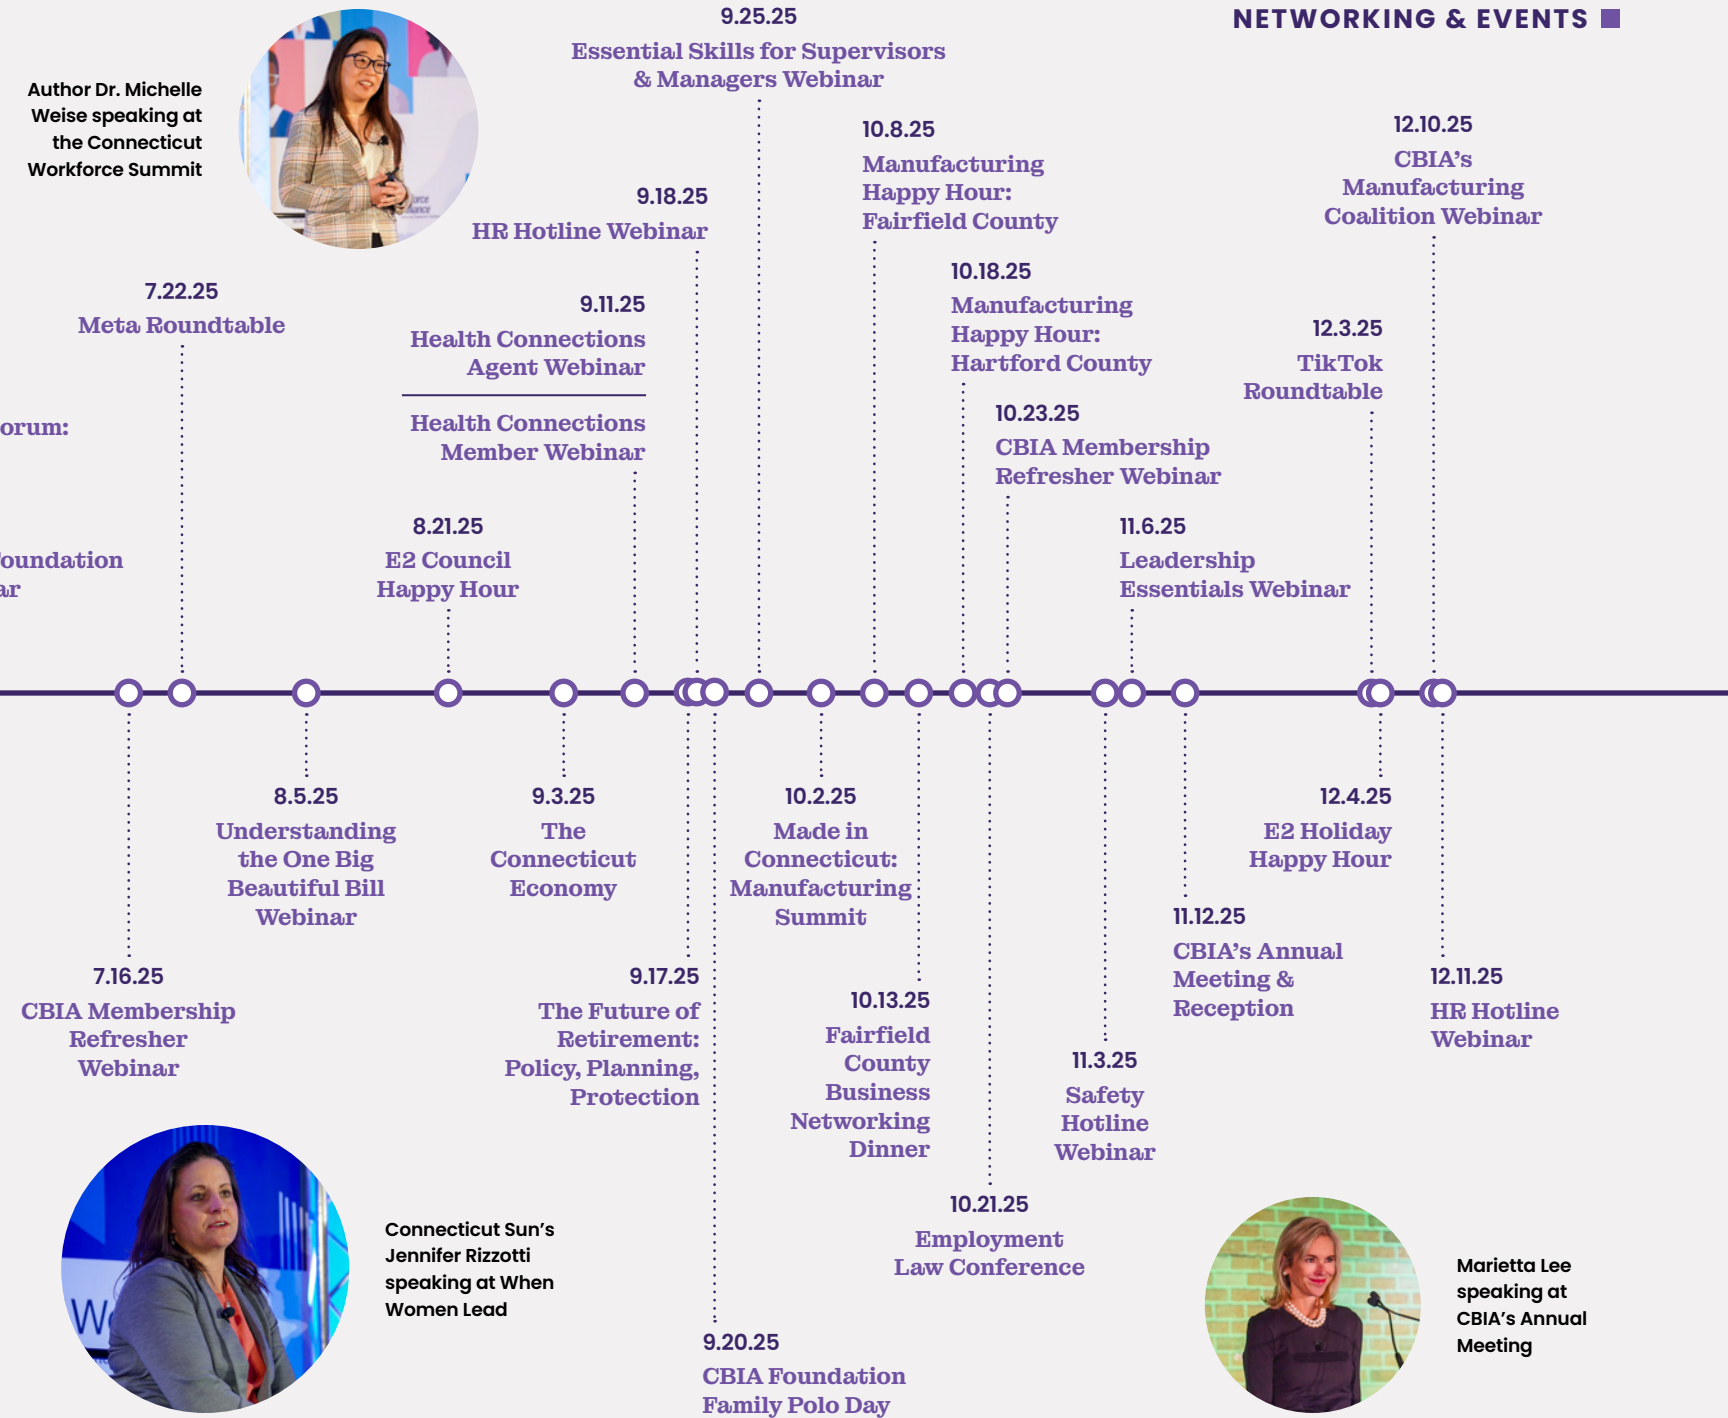 NETWORKING & EVENTS
Author Dr. Michelle
Weise speaking at
the Connecticut
Workforce Summit
orum:
oundation
ar
7.16.25
CBIA Membership
Refresher
Webinar
7.22.25
Meta Roundtable
8.5.25
Understanding
the One Big
Beautiful Bill
Webinar
8.21.25
E2 Council
Happy Hour
9.3.25
The
Connecticut
Economy
9.11.25
Health Connections
Agent Webinar
Health Connections
Member Webinar
9.17.25
The Future of
Retirement:
Policy, Planning,
Protection
9.18.25
HR Hotline Webinar
9.20.25
CBIA Foundation
Family Polo Day
9.25.25
Essential Skills for Supervisors
& Managers Webinar
10.2.25
Made in
Connecticut:
Manufacturing
Summit
10.8.25
Manufacturing
Happy Hour:
Fairfield County
10.13.25
Fairfield
County
Business
Networking
Dinner
10.18.25
Manufacturing
Happy Hour:
Hartford County
10.21.25
Employment
Law Conference
10.23.25
CBIA Membership
Refresher Webinar
11.3.25
Safety
Hotline
Webinar
11.6.25
Leadership
Essentials Webinar
11.12.25
CBIA’s Annual
Meeting &
Reception
12.3.25
TikTok
Roundtable
12.4.25
E2 Holiday
Happy Hour
12.10.25
CBIA’s
Manufacturing
Coalition Webinar
12.11.25
HR Hotline
Webinar
Connecticut Sun’s
Jennifer Rizzotti
speaking at When
Women Lead
Marietta Lee
speaking at
CBIA’s Annual
Meeting